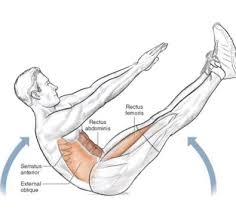 Rectus
abdominis
Rectus
femoris
Serratus
anterior
External
oblique